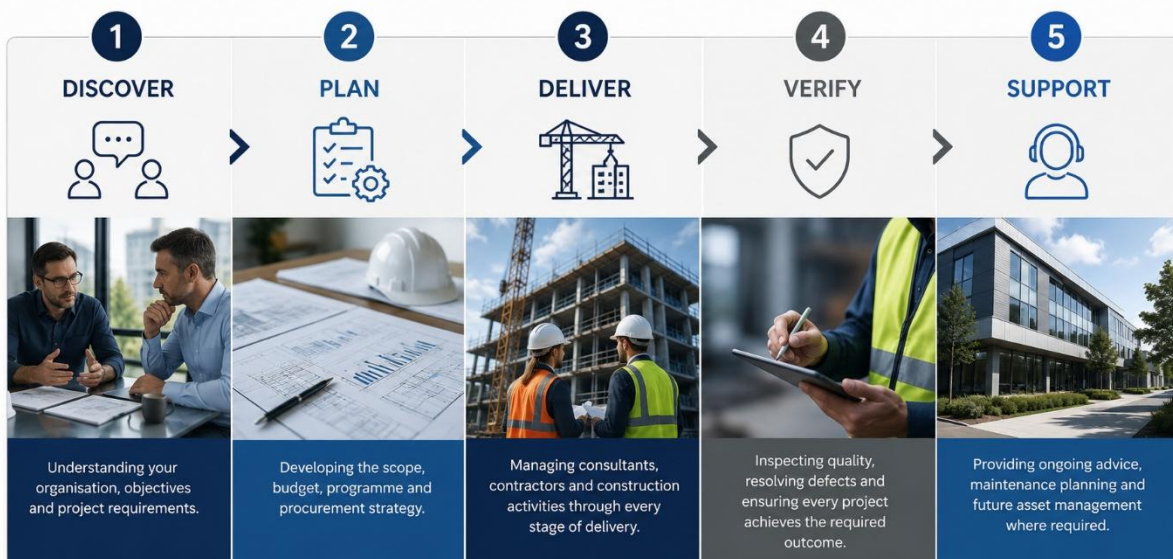 1
DISCOVER
Understanding your
organisation, objectives
and project requirements.
2
PLAN
Developing the scope,
budget, programme and
procurement strategy.
3
DELIVER
Managing consultants,
contractors and construction
activities through every
stage of delivery.
4
VERIFY
Inspecting quality,
resolving defects and
ensuring every project
achieves the required
outcome.
5
SUPPORT
Providing ongoing advice,
maintenance planning and
future asset management
where required.